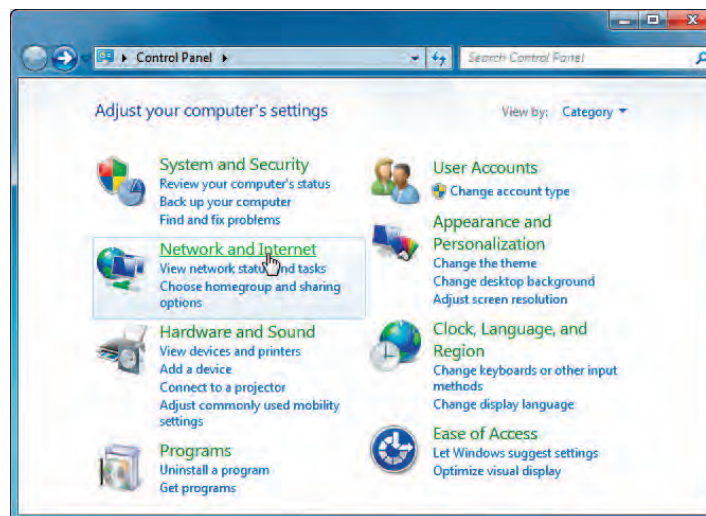 Control Panel
Search Control Panel
Adjust your computer's settings
View by: Category
System and Security
Review your computer's status
Back up your computer
Find and fix problems
Network and Internet
View network status and tasks
Choose homegroup and sharing
options
Hardware and Sound
View devices and printers
Add a device
Connect to a projector
Adjust commonly used mobility
settings
Programs
Uninstall a program
Get programs
User Accounts
Change account type
Appearance and
Personalization
Change the theme
Change desktop background
Adjust screen resolution
Clock, Language, and
Region
Change keyboards or other input
methods
Change display language
Ease of Access
Let Windows suggest settings
Optimize visual display